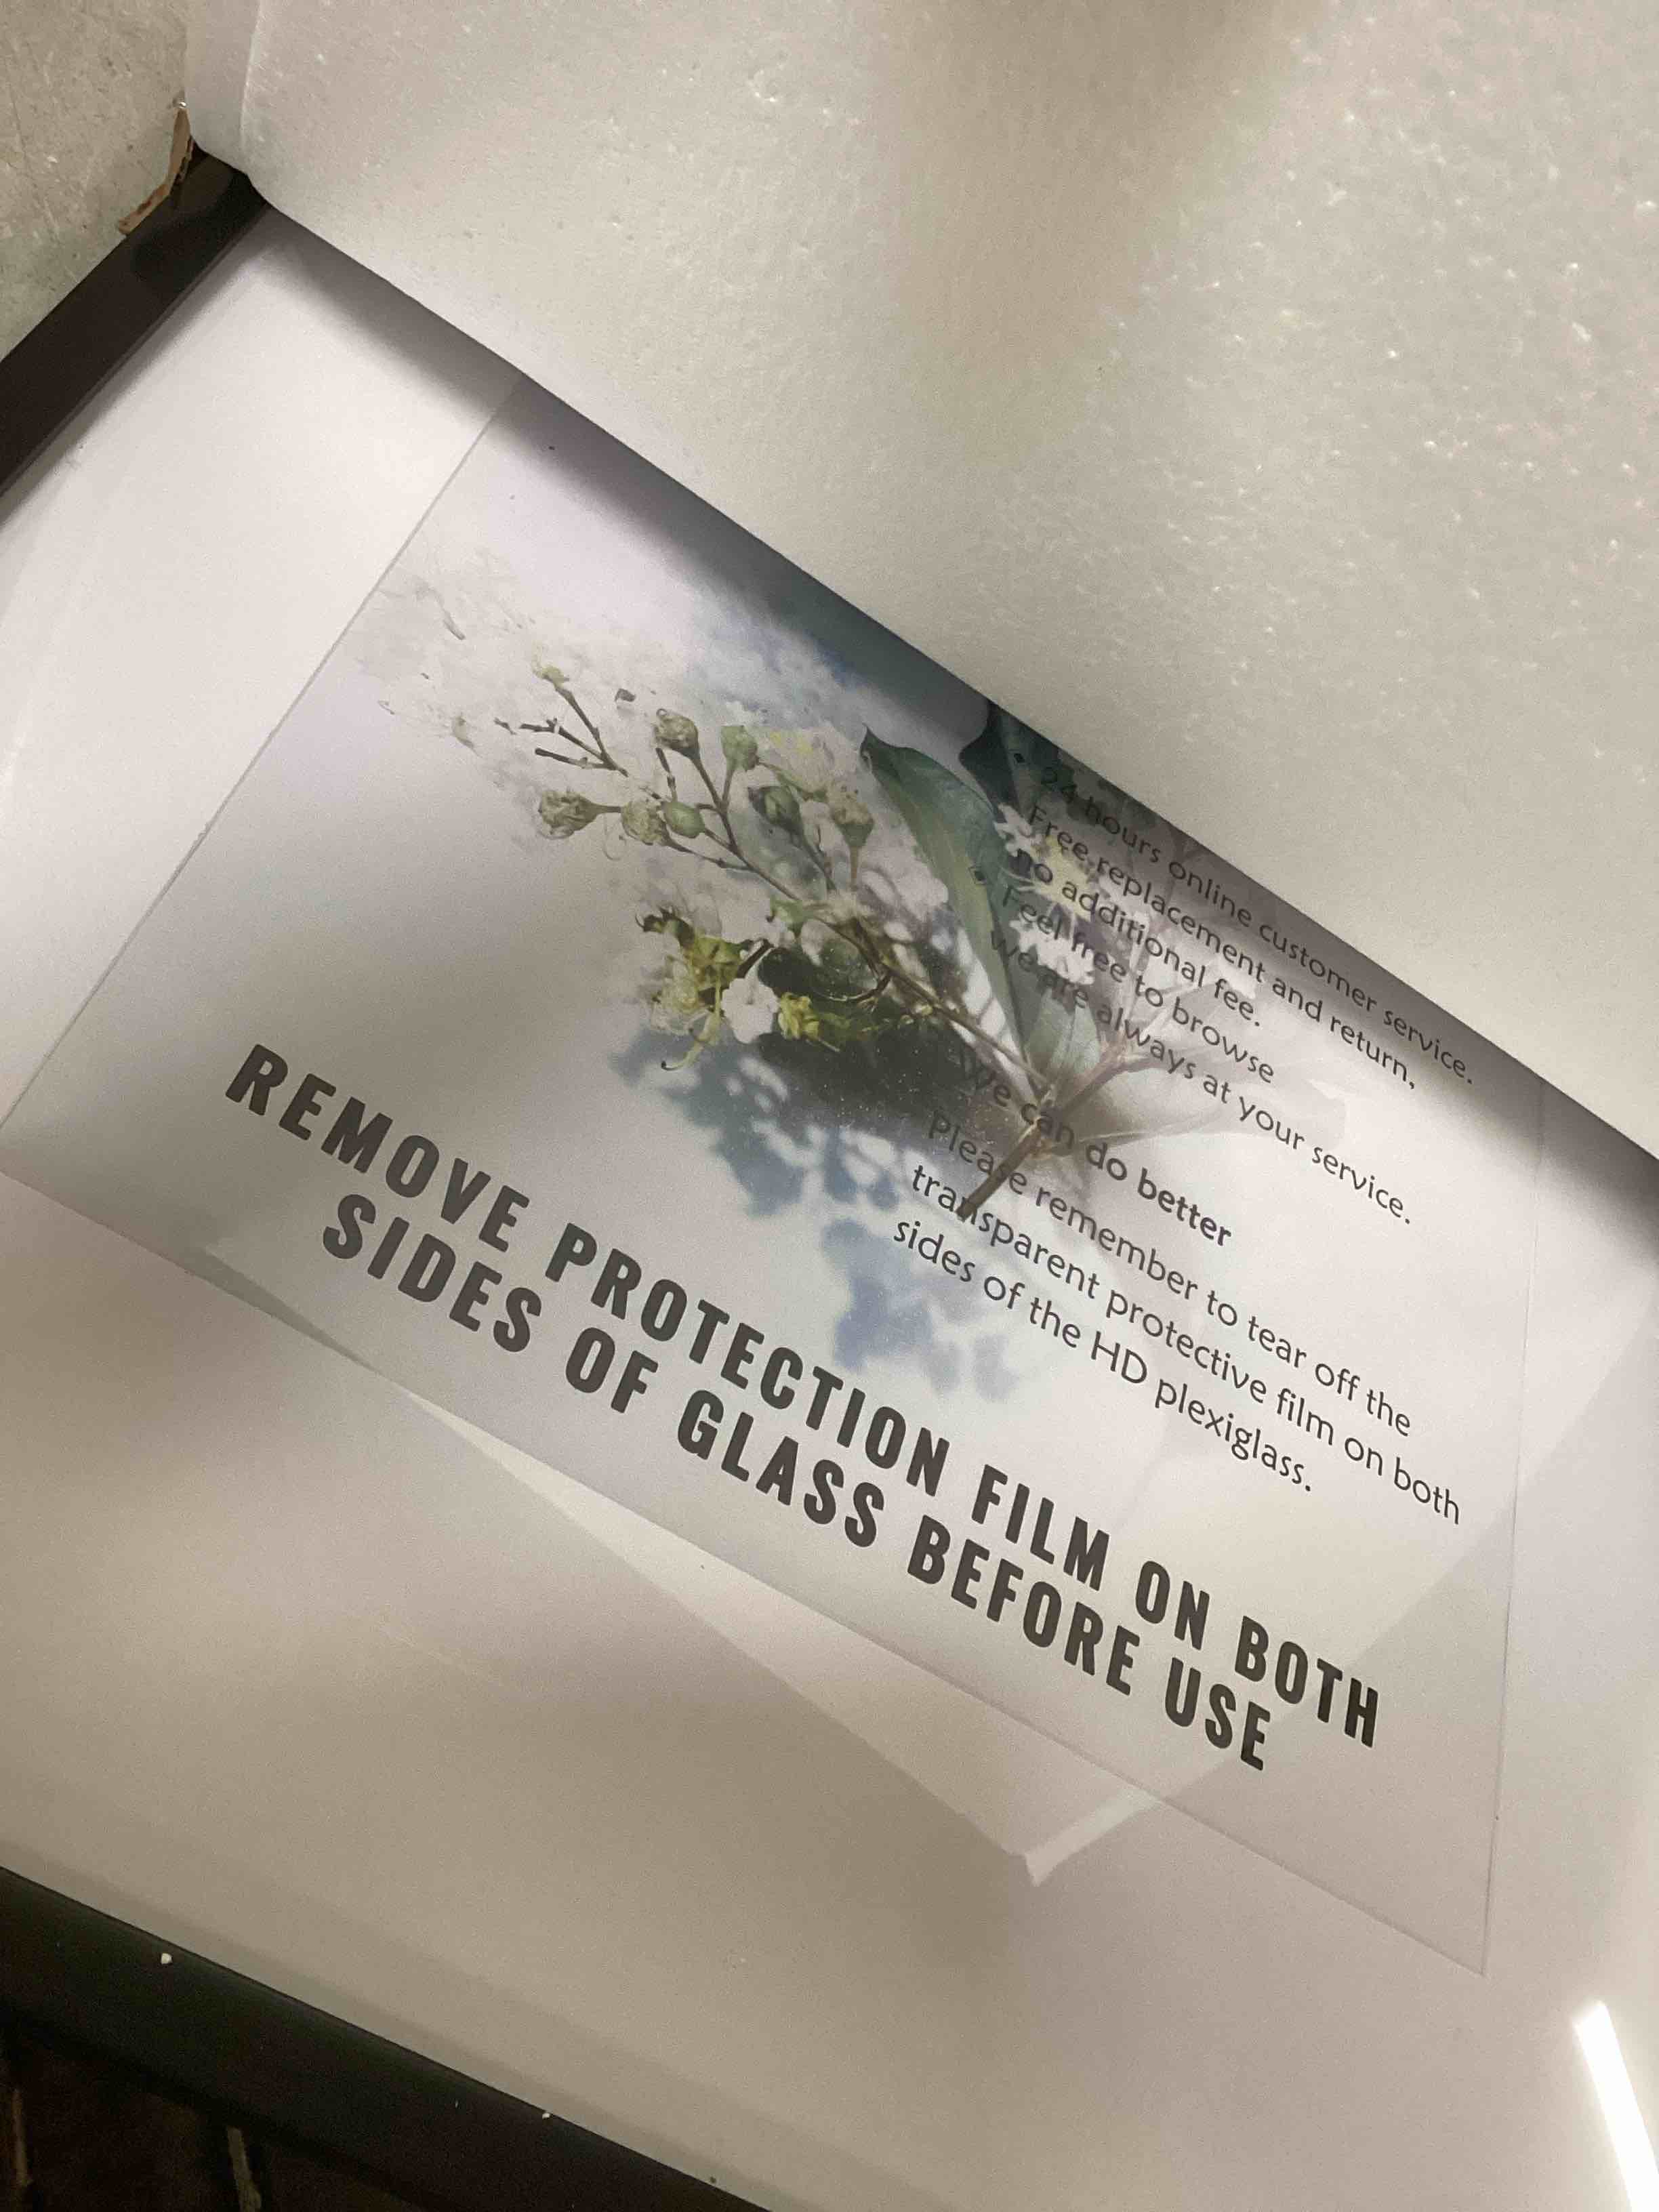 24 hours online customer service.
Free replacement and return,
no additional fee.
Feel free to browse
we are always at your service.
We can do better
Please remember to tear off the
transparent protective film on both
sides of the HD plexiglass.
REMOVE PROTECTION FILM ON BOTH
SIDES OF GLASS BEFORE USE